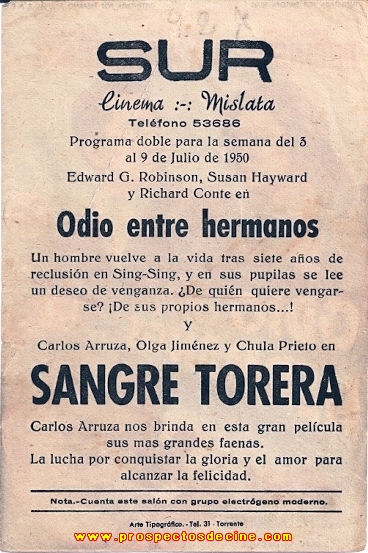 4.2.7
SUR
Cinema :-: Mislata
Teléfono 53686
Programa doble para la semana del 3
al 9 de Julio de 1950
Edward G. Robinson, Susan Hayward
y Richard Conte en
Odio entre hermanos
Un hombre vuelve a la vida tras siete años de
reclusión en Sing-Sing, y en sus pupilas se lee
un deseo de venganza. ¿De quién quiere vengar-
se? ¡De sus propios hermanos...!
y
Carlos Arruza, Olga Jiménez y Chula Prieto en
SANGRE TORERA
Carlos Arruza nos brinda en esta gran película
sus mas grandes faenas.
La lucha por conquistar la gloria y el amor para
alcanzar la felicidad.
Nota.-Cuenta este salón con grupo electrógeno moderno.
Arte Tipográfico.-Tel. 31 - Torrente
www.prospectosdecine.com